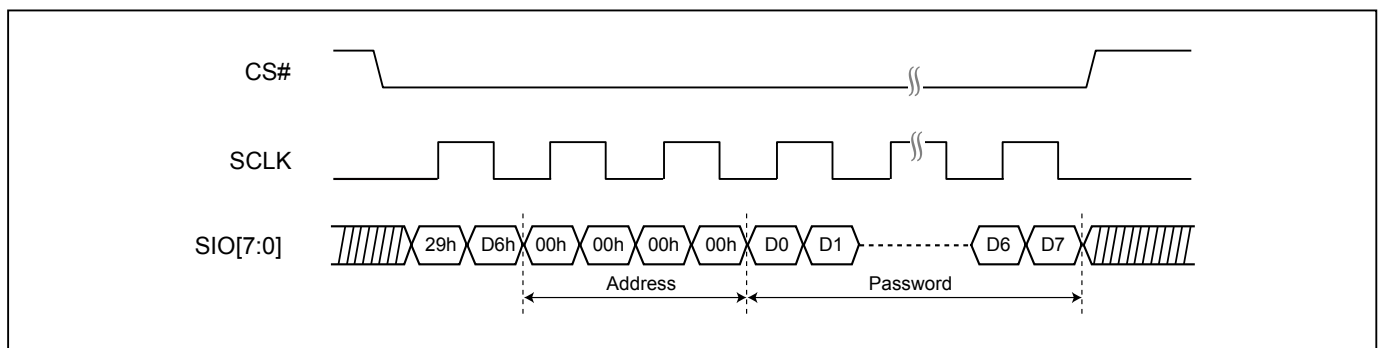 CS#
SCLK
SIO[7:0] 29h D6h 00h 00h 00h 00h D0 D1 D6 D7
Address Password